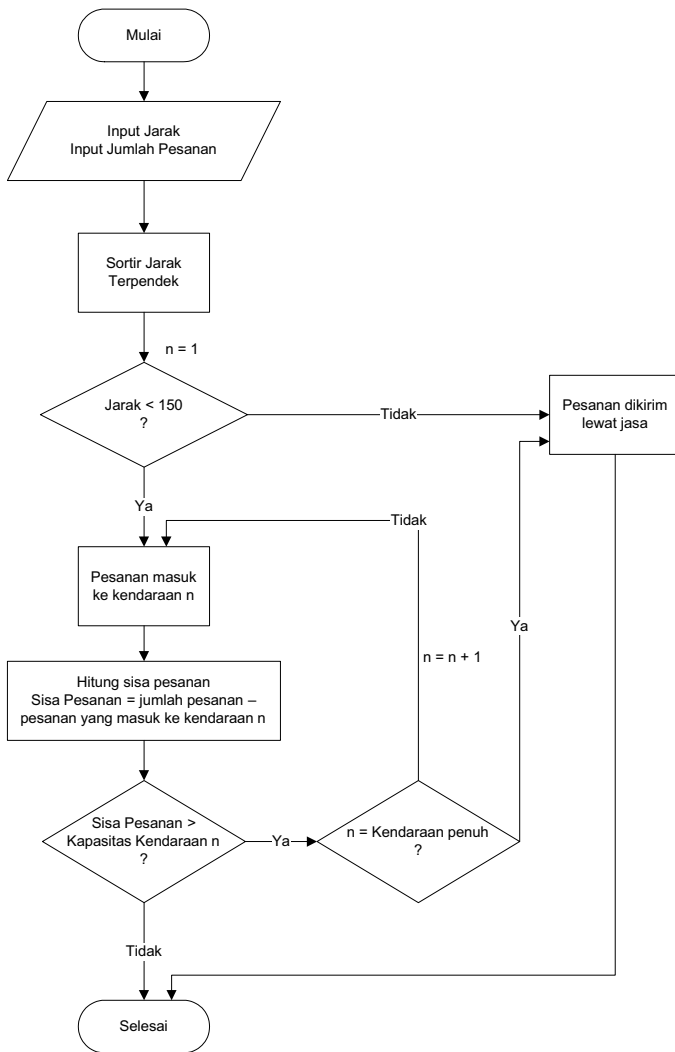 Mulai
Input Jarak
Input Jumlah Pesanan
Sortir Jarak
Terpendek
n = 1
Jarak < 150
?
Tidak
Pesanan dikirim
lewat jasa
Ya
Tidak
Pesanan masuk
ke kendaraan n
Ya
n = n + 1
Hitung sisa pesanan
Sisa Pesanan = jumlah pesanan –
pesanan yang masuk ke kendaraan n
Sisa Pesanan >
Kapasitas Kendaraan n
?
Ya
n = Kendaraan penuh
?
Tidak
Selesai